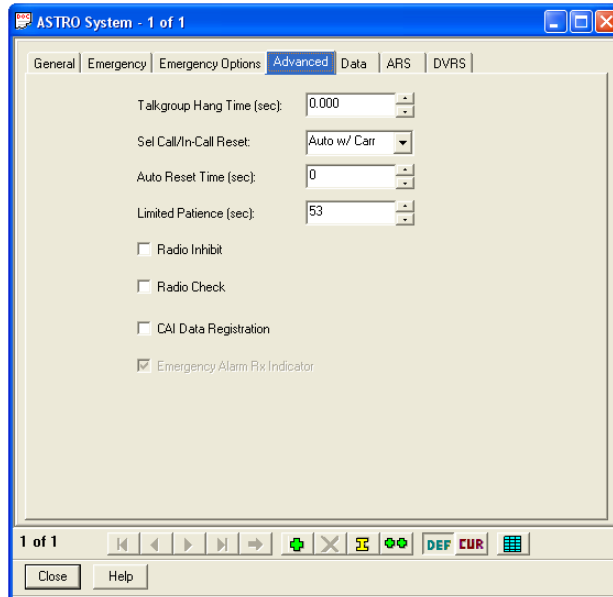 ASTRO System - 1 of 1
General Emergency Emergency Options Advanced Data ARS DVRS
Talkgroup Hang Time (sec): 0.000
Sel Call/In-Call Reset: Auto w/ Carr
Auto Reset Time (sec): 0
Limited Patience (sec): 53
Radio Inhibit
Radio Check
CAI Data Registration
Emergency Alarm Rx Indicator
1 of 1 DEF CUR
Close Help